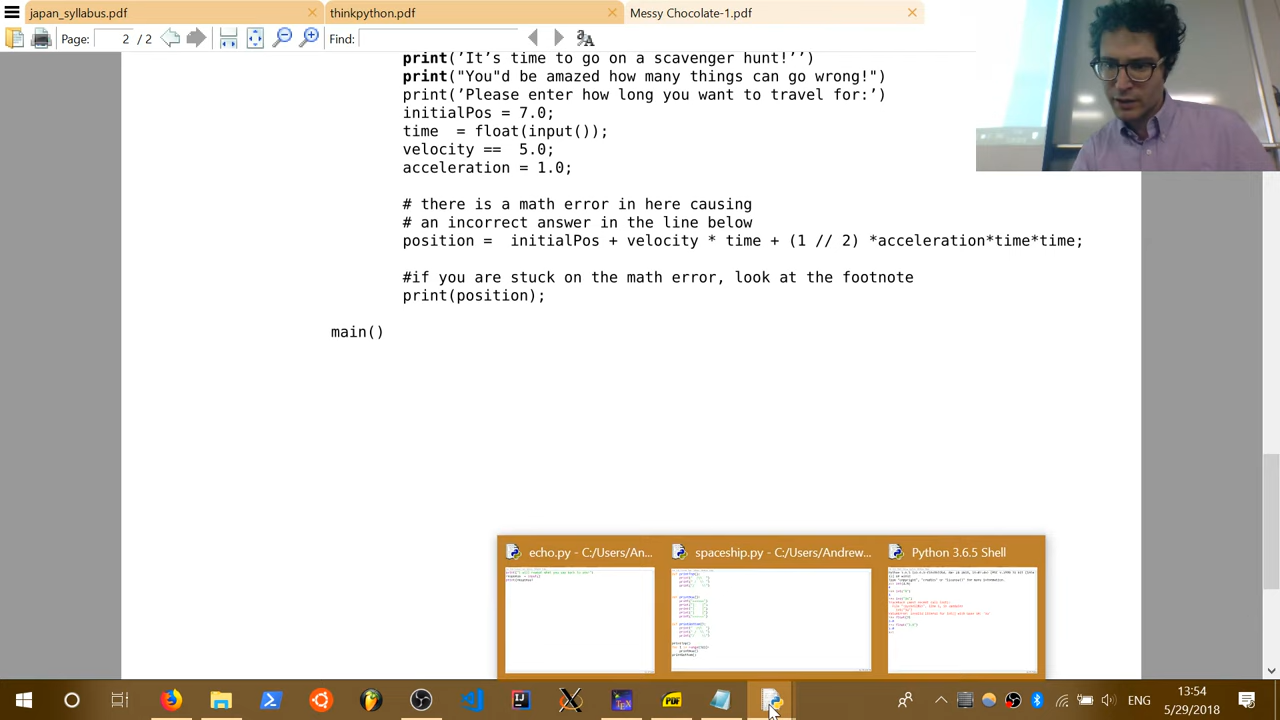 japan_syllabus.pdf
thinkpython.pdf
Messy Chocolate-1.pdf
Page: 2 / 2
Find:
print(’It’s time to go on a scavenger hunt!’’)
print("You"d be amazed how many things can go wrong!")
print(’Please enter how long you want to travel for:’)
initialPos = 7.0;
time  = float(input());
velocity ==  5.0;
acceleration = 1.0;
# there is a math error in here causing
# an incorrect answer in the line below
position =  initialPos + velocity * time + (1 // 2) *acceleration*time*time;
#if you are stuck on the math error, look at the footnote
print(position);
main()
echo.py - C:/Users/An...
spaceship.py - C:/Users/Andrew...
Python 3.6.5 Shell
ENG
13:54
5/29/2018